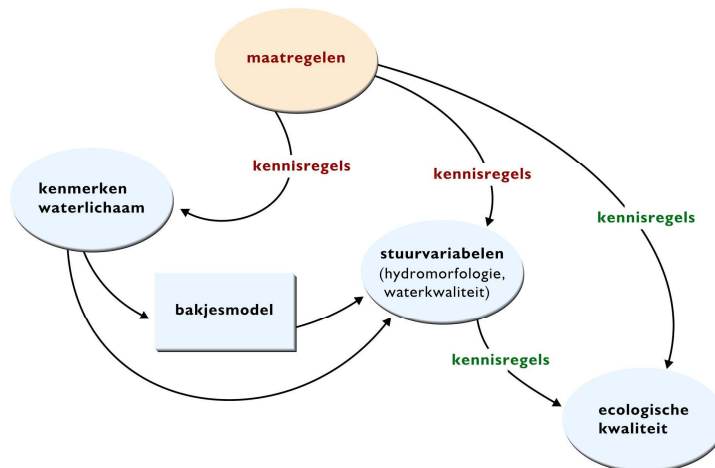 maatregelen
kennisregels
kennisregels
kenmerken
waterlichaam
kennisregels
stuurvariabelen
(hydromorfologie,
waterkwaliteit)
bakjesmodel
kennisregels
ecologische
kwaliteit